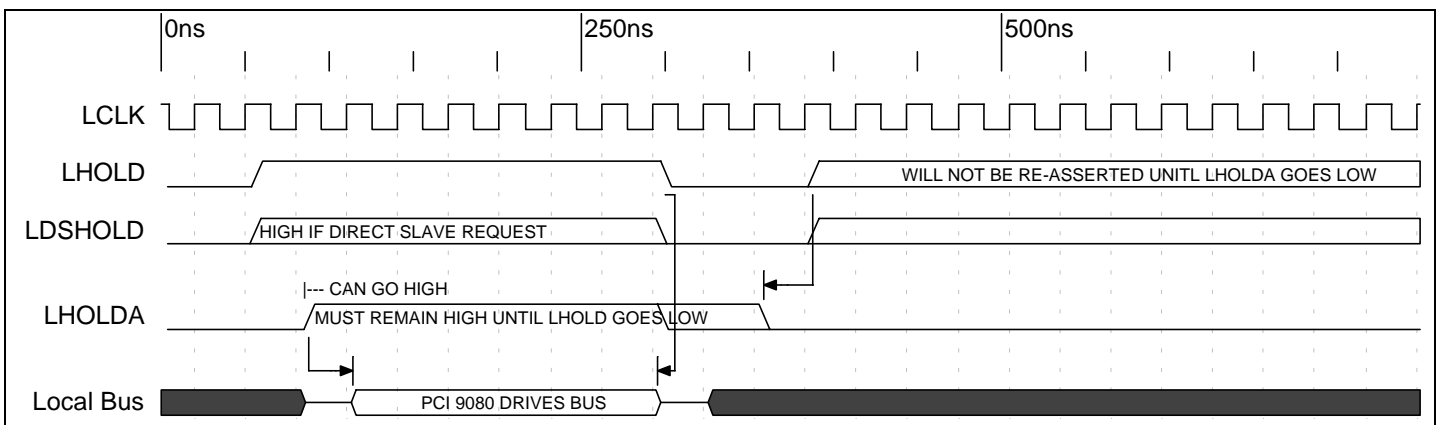 0ns 250ns 500ns
LCLK
LHOLD WILL NOT BE RE-ASSERTED UNITL LHOLDA GOES LOW
LDSHOLD HIGH IF DIRECT SLAVE REQUEST
|--- CAN GO HIGH
LHOLDA MUST REMAIN HIGH UNTIL LHOLD GOES LOW
Local Bus PCI 9080 DRIVES BUS